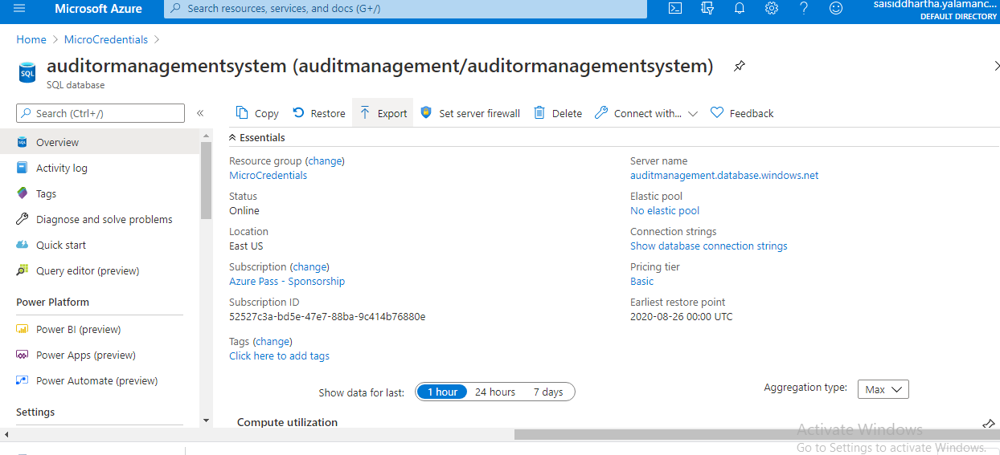 Microsoft Azure
Search resources, services, and docs (G+/)
saisiddhartha.yalamanc...
DEFAULT DIRECTORY
Home > MicroCredentials >
auditormanagementsystem (auditmanagement/auditormanagementsystem)
SQL
SQL database
Search (Ctrl+/)
Copy Restore Export Set server firewall Delete Connect with... Feedback
Overview
Activity log
Tags
Diagnose and solve problems
Quick start
Query editor (preview)
Power Platform
Power BI (preview)
Power Apps (preview)
Power Automate (preview)
Settings
Essentials
Resource group (change)
MicroCredentials
Status
Online
Location
East US
Subscription (change)
Azure Pass - Sponsorship
Subscription ID
52527c3a-bd5e-47e7-88ba-9c414b76880e
Tags (change)
Click here to add tags
Server name
auditmanagement.database.windows.net
Elastic pool
No elastic pool
Connection strings
Show database connection strings
Pricing tier
Basic
Earliest restore point
2020-08-26 00:00 UTC
Show data for last: 1 hour 24 hours 7 days
Aggregation type: Max
Compute utilization
Activate Windows
Go to Settings to activate Windows.